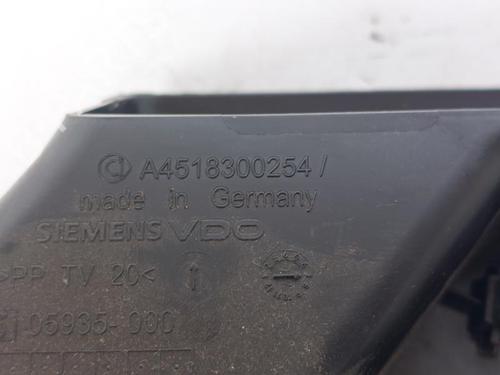 A4518300254/
made in Germany
SIEMENS VDO
>PP TV 20<
05935-000